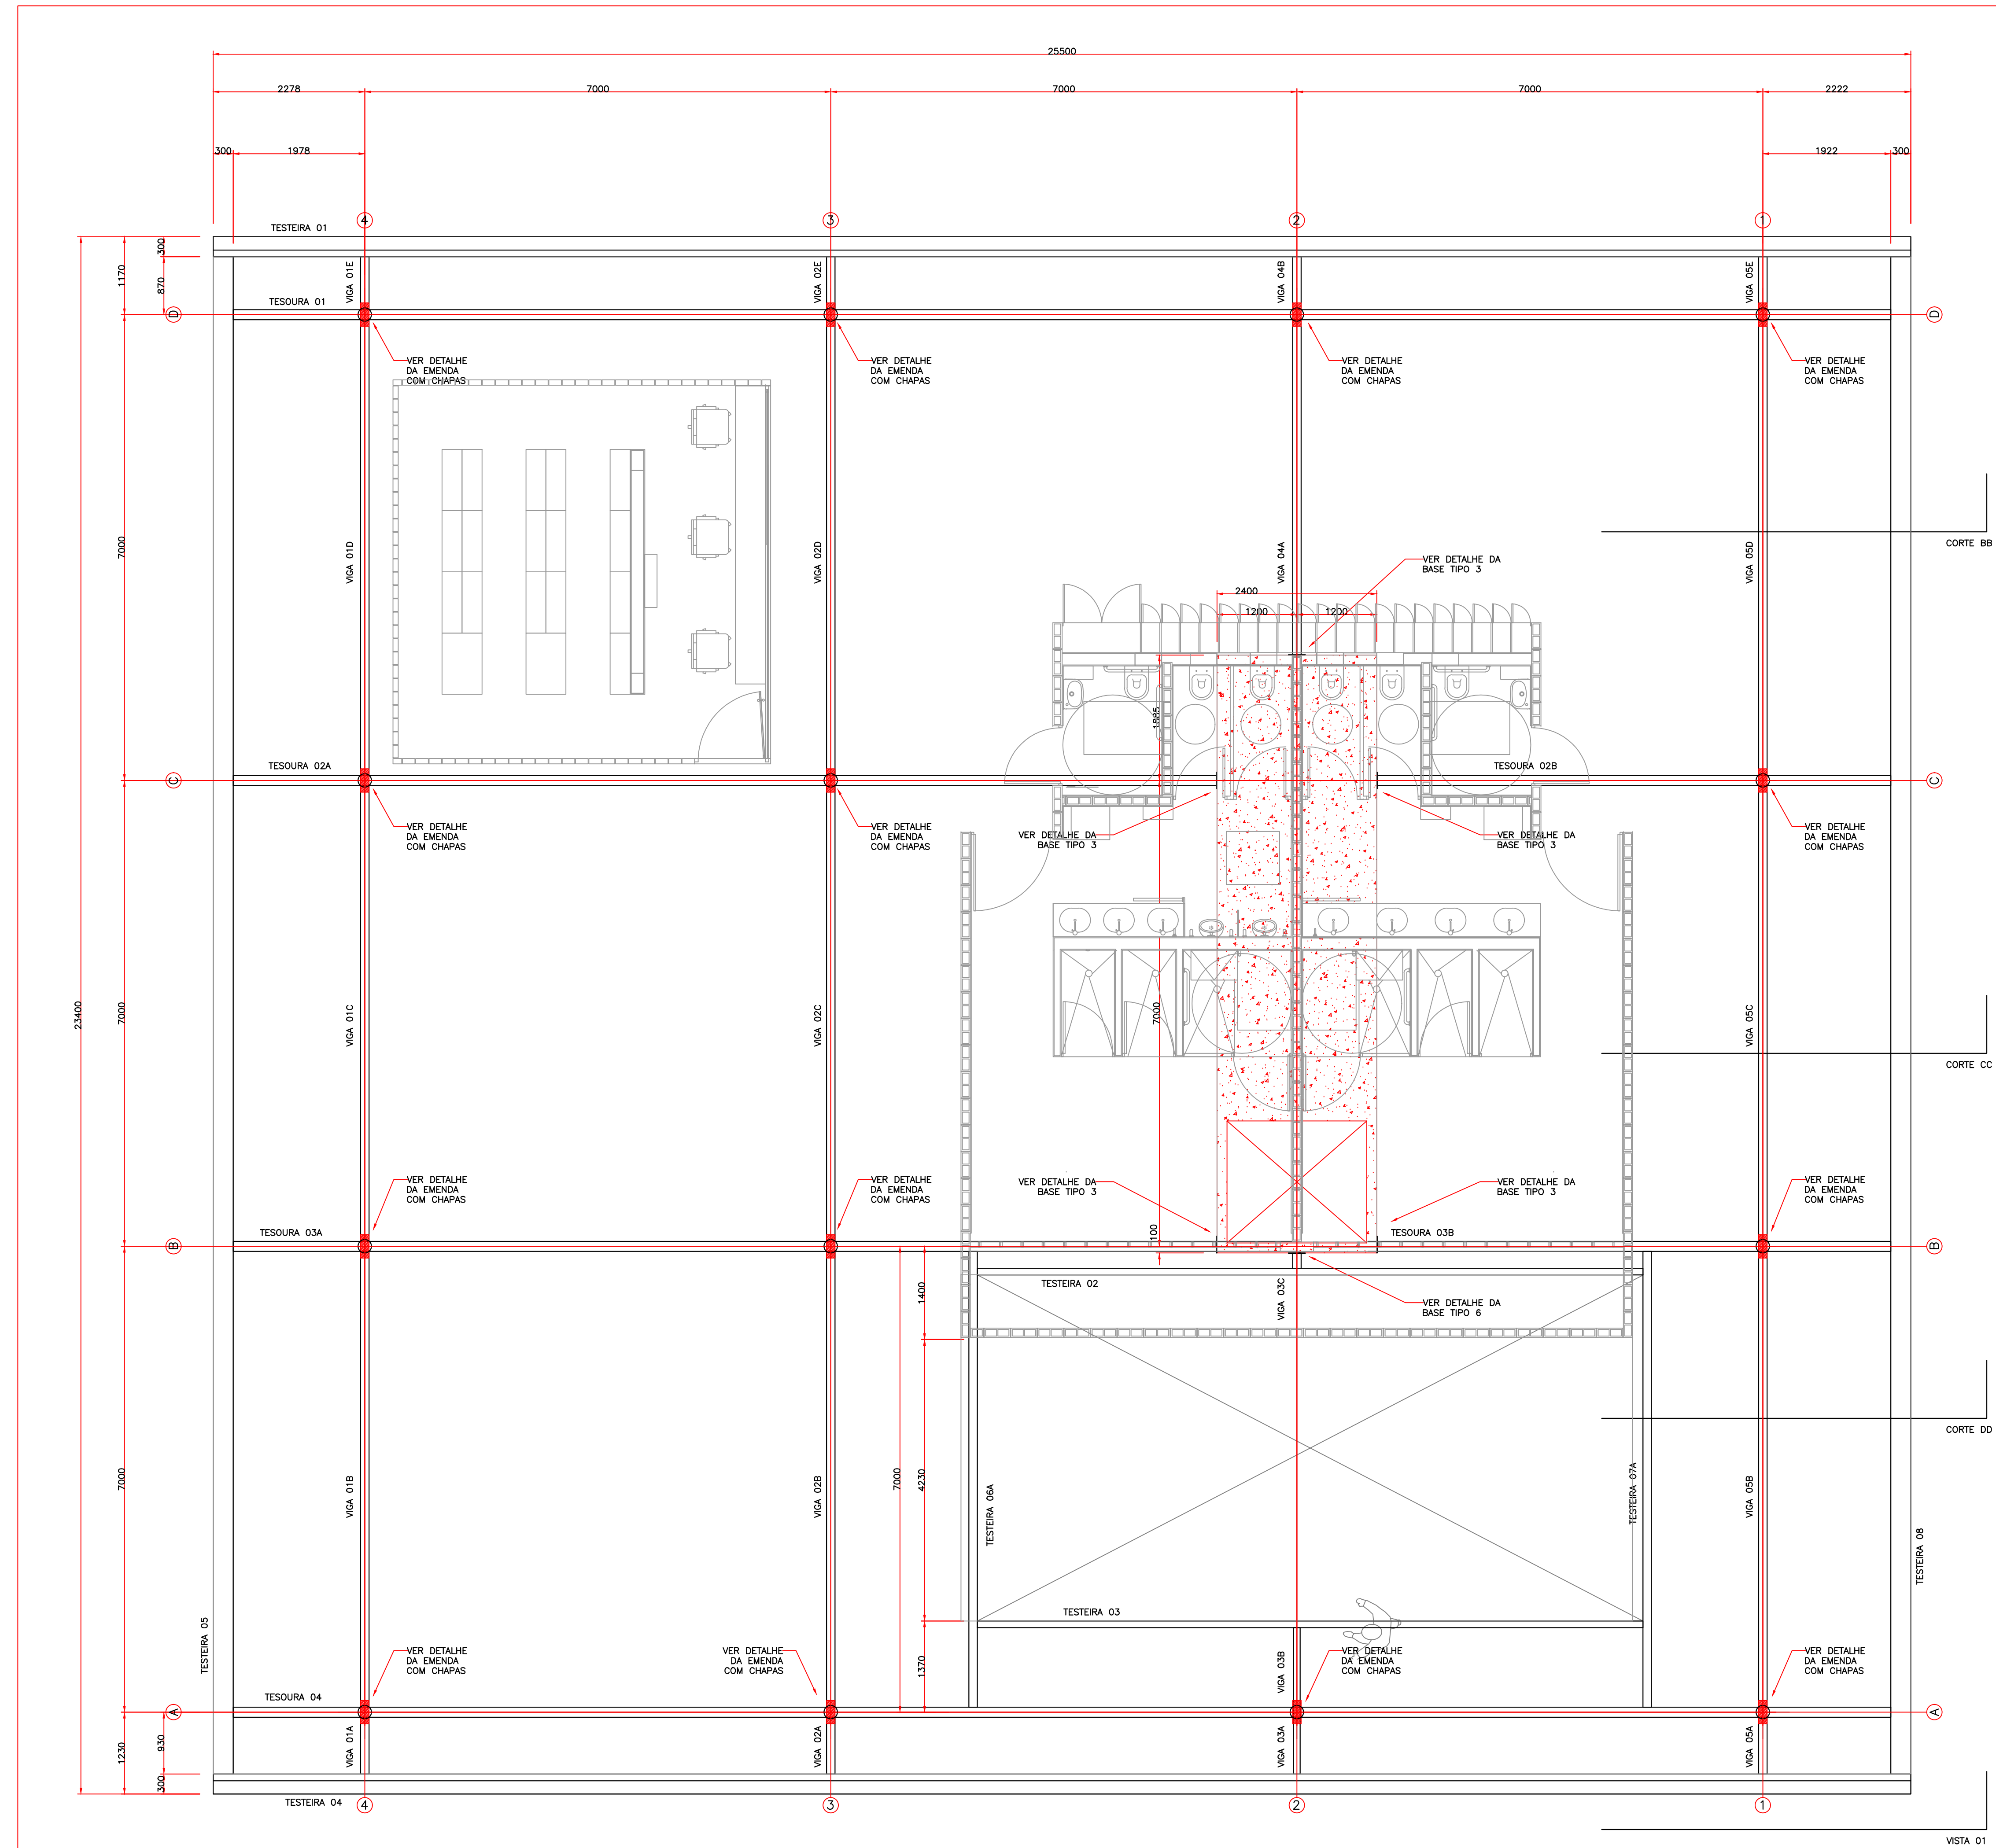 25500
2278
7000
7000
7000
2222
300
1978
1922
300
4
3
2
1
TESTEIRA 01
1170
300
870
VIGA 01E
VIGA 02E
VIGA 04B
VIGA 05E
TESOURA 01
D
D
VER DETALHE
DA EMENDA
COM CHAPAS
VER DETALHE
DA EMENDA
COM CHAPAS
VER DETALHE
DA EMENDA
COM CHAPAS
VER DETALHE
DA EMENDA
COM CHAPAS
CORTE BB
7000
VIGA 01D
VIGA 02D
VIGA 04A
VIGA 05D
VER DETALHE DA
BASE TIPO 3
2400
1200
1200
1885
TESOURA 02A
TESOURA 02B
C
C
VER DETALHE
DA EMENDA
COM CHAPAS
VER DETALHE
DA EMENDA
COM CHAPAS
VER DETALHE DA
BASE TIPO 3
VER DETALHE DA
BASE TIPO 3
VER DETALHE
DA EMENDA
COM CHAPAS
23400
7000
VIGA 01C
VIGA 02C
7000
VIGA 05C
CORTE CC
VER DETALHE
DA EMENDA
COM CHAPAS
VER DETALHE
DA EMENDA
COM CHAPAS
VER DETALHE DA
BASE TIPO 3
VER DETALHE DA
BASE TIPO 3
VER DETALHE
DA EMENDA
COM CHAPAS
TESOURA 03A
100
TESOURA 03B
B
B
TESTEIRA 02
1400
VIGA 03C
VER DETALHE DA
BASE TIPO 6
CORTE DD
7000
VIGA 01B
VIGA 02B
7000
4230
TESTEIRA 06A
TESTEIRA 07A
VIGA 05B
TESTEIRA 08
TESTEIRA 03
TESTEIRA 05
VER DETALHE
DA EMENDA
COM CHAPAS
VER DETALHE
DA EMENDA
COM CHAPAS
1370
VIGA 03B
VER DETALHE
DA EMENDA
COM CHAPAS
VER DETALHE
DA EMENDA
COM CHAPAS
TESOURA 04
A
A
1230
930
300
VIGA 01A
VIGA 02A
VIGA 03A
VIGA 05A
TESTEIRA 04
4
3
2
1
VISTA 01